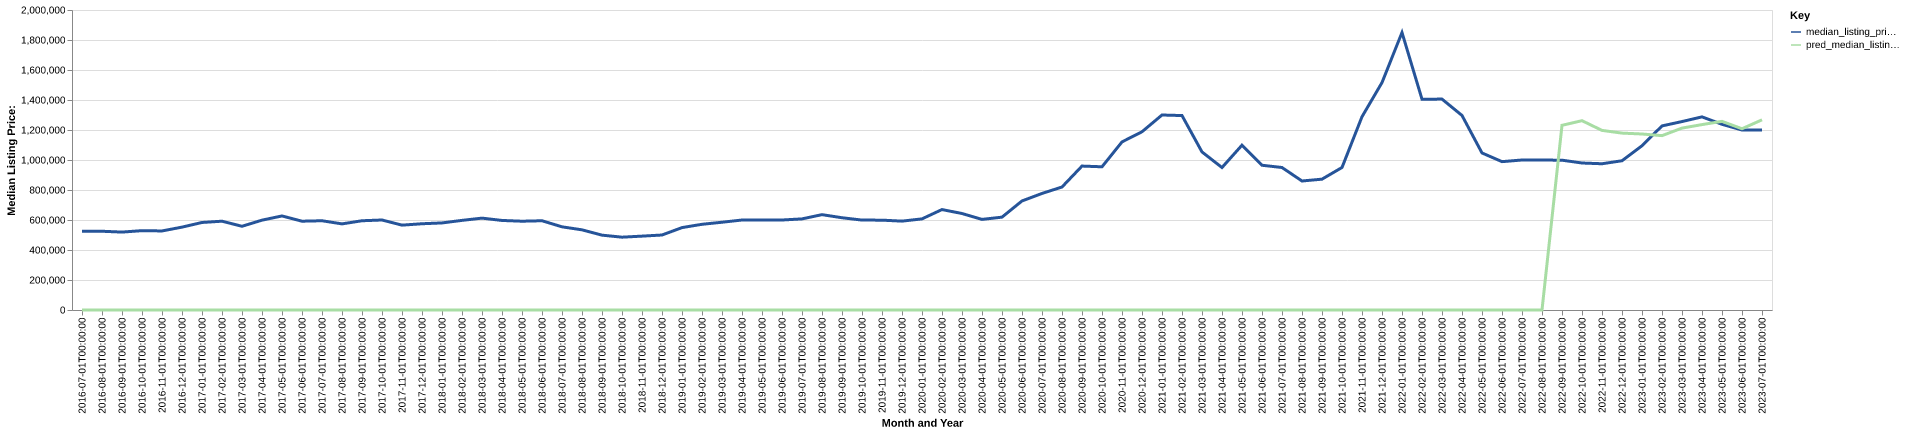 2,000,000
1,800,000
1,600,000
1,400,000
1,200,000
1,000,000
800,000
600,000
400,000
200,000
0
Median Listing Price:
2016-07-01T00:00:00
2016-08-01T00:00:00
2016-09-01T00:00:00
2016-10-01T00:00:00
2016-11-01T00:00:00
2016-12-01T00:00:00
2017-01-01T00:00:00
2017-02-01T00:00:00
2017-03-01T00:00:00
2017-04-01T00:00:00
2017-05-01T00:00:00
2017-06-01T00:00:00
2017-07-01T00:00:00
2017-08-01T00:00:00
2017-09-01T00:00:00
2017-10-01T00:00:00
2017-11-01T00:00:00
2017-12-01T00:00:00
2018-01-01T00:00:00
2018-02-01T00:00:00
2018-03-01T00:00:00
2018-04-01T00:00:00
2018-05-01T00:00:00
2018-06-01T00:00:00
2018-07-01T00:00:00
2018-08-01T00:00:00
2018-09-01T00:00:00
2018-10-01T00:00:00
2018-11-01T00:00:00
2018-12-01T00:00:00
2019-01-01T00:00:00
2019-02-01T00:00:00
2019-03-01T00:00:00
2019-04-01T00:00:00
2019-05-01T00:00:00
2019-06-01T00:00:00
2019-07-01T00:00:00
2019-08-01T00:00:00
2019-09-01T00:00:00
2019-10-01T00:00:00
2019-11-01T00:00:00
2019-12-01T00:00:00
2020-01-01T00:00:00
2020-02-01T00:00:00
2020-03-01T00:00:00
2020-04-01T00:00:00
2020-05-01T00:00:00
2020-06-01T00:00:00
2020-07-01T00:00:00
2020-08-01T00:00:00
2020-09-01T00:00:00
2020-10-01T00:00:00
2020-11-01T00:00:00
2020-12-01T00:00:00
2021-01-01T00:00:00
2021-02-01T00:00:00
2021-03-01T00:00:00
2021-04-01T00:00:00
2021-05-01T00:00:00
2021-06-01T00:00:00
2021-07-01T00:00:00
2021-08-01T00:00:00
2021-09-01T00:00:00
2021-10-01T00:00:00
2021-11-01T00:00:00
2021-12-01T00:00:00
2022-01-01T00:00:00
2022-02-01T00:00:00
2022-03-01T00:00:00
2022-04-01T00:00:00
2022-05-01T00:00:00
2022-06-01T00:00:00
2022-07-01T00:00:00
2022-08-01T00:00:00
2022-09-01T00:00:00
2022-10-01T00:00:00
2022-11-01T00:00:00
2022-12-01T00:00:00
2023-01-01T00:00:00
2023-02-01T00:00:00
2023-03-01T00:00:00
2023-04-01T00:00:00
2023-05-01T00:00:00
2023-06-01T00:00:00
2023-07-01T00:00:00
Month and Year
Key
median_listing_pri…
pred_median_listin…